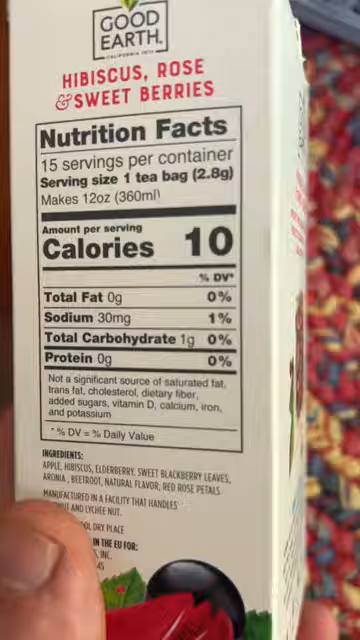 GOOD
EARTH.
HIBISCUS, ROSE
& SWEET BERRIES
Nutrition Facts
15 servings per container
Serving size 1 tea bag (2.8g)
Makes 12oz (360ml)
Amount per serving
Calories 10
% DV*
Total Fat 0g 0%
Sodium 30mg 1%
Total Carbohydrate 1g 0%
Protein 0g 0%
Not a significant source of saturated fat,
trans fat, cholesterol, dietary fiber,
added sugars, vitamin D, calcium, iron,
and potassium
* % DV = % Daily Value
INGREDIENTS:
APPLE, HIBISCUS, ELDERBERRY, SWEET BLACKBERRY LEAVES,
ARONIA , BEETROOT, NATURAL FLAVOR, RED ROSE PETALS
MANUFACTURED IN A FACILITY THAT HANDLES
AND LYCHEE NUT.
DRY PLACE
IN THE EU FOR:
INC.